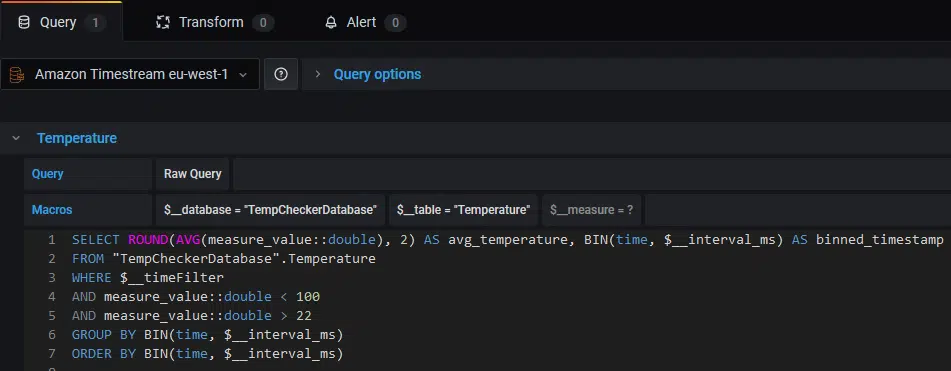 Query 1 Transform 0 Alert 0
Amazon Timestream eu-west-1 Query options
Temperature
Query Raw Query
Macros $__database = "TempCheckerDatabase" $__table = "Temperature" $__measure = ?
1 SELECT ROUND(AVG(measure_value::double), 2) AS avg_temperature, BIN(time, $__interval_ms) AS binned_timestamp
2 FROM "TempCheckerDatabase".Temperature
3 WHERE $__timeFilter
4 AND measure_value::double < 100
5 AND measure_value::double > 22
6 GROUP BY BIN(time, $__interval_ms)
7 ORDER BY BIN(time, $__interval_ms)